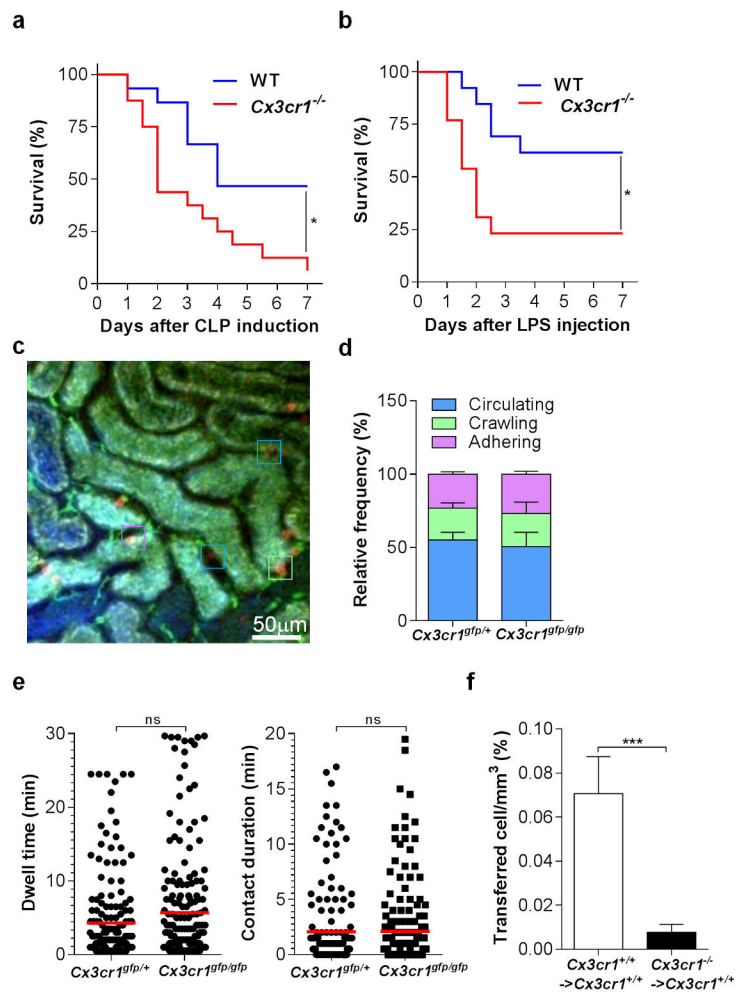 a
b
100
75
50
25
0
Survival (%)
WT
Cx3cr1-/-
*
0 1 2 3 4 5 6 7
Days after CLP induction
100
75
50
25
0
Survival (%)
WT
Cx3cr1-/-
*
0 1 2 3 4 5 6 7
Days after LPS injection
c
50µm
d
150
100
50
0
Relative frequency (%)
Circulating
Crawling
Adhering
Cx3cr1gfp/+ Cx3cr1gfp/gfp
e
30
20
10
0
Dwell time (min)
ns
Cx3cr1gfp/+ Cx3cr1gfp/gfp
20
15
10
5
0
Contact duration (min)
ns
Cx3cr1gfp/+ Cx3cr1gfp/gfp
f
0.10
0.08
0.06
0.04
0.02
0.00
Transferred cell/mm3 (%)
***
Cx3cr1+/+ Cx3cr1-/-
->Cx3cr1+/+ ->Cx3cr1+/+